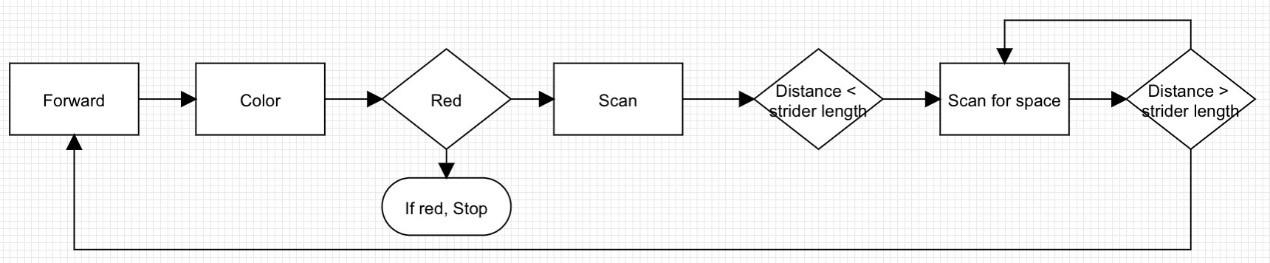 Forward
Color
Red
Scan
Distance <
strider length
Scan for space
Distance >
strider length
If red, Stop